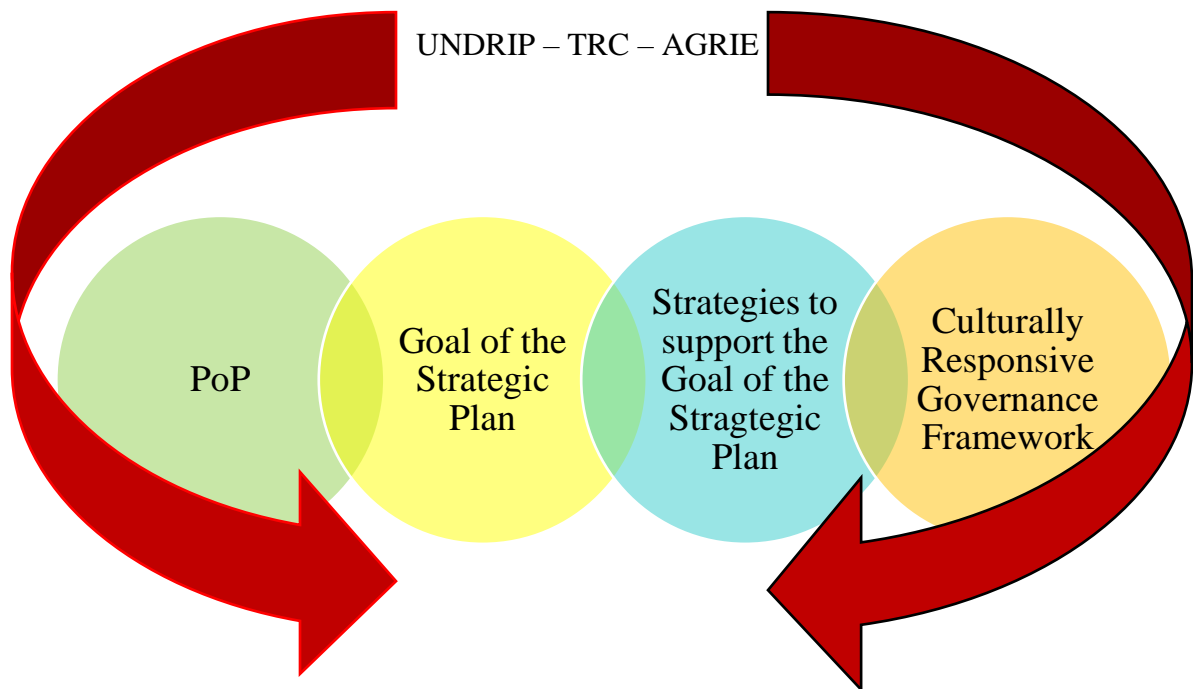 UNDRIP – TRC – AGRIE
PoP
Goal of the
Strategic
Plan
Strategies to
support the
Goal of the
Stragtegic
Plan
Culturally
Responsive
Governance
Framework